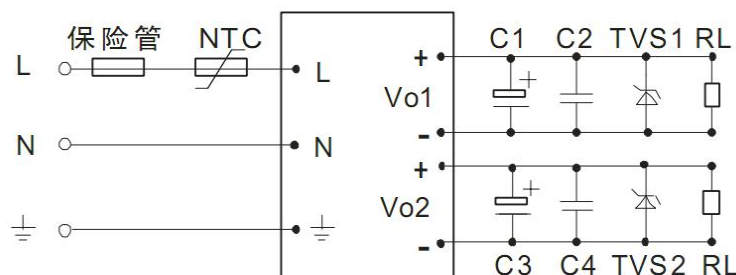 保险管 NTC C1 C2 TVS1 RL
L L + +
Vo1
N N -
+ +
Vo2
-
C3 C4 TVS2 RL